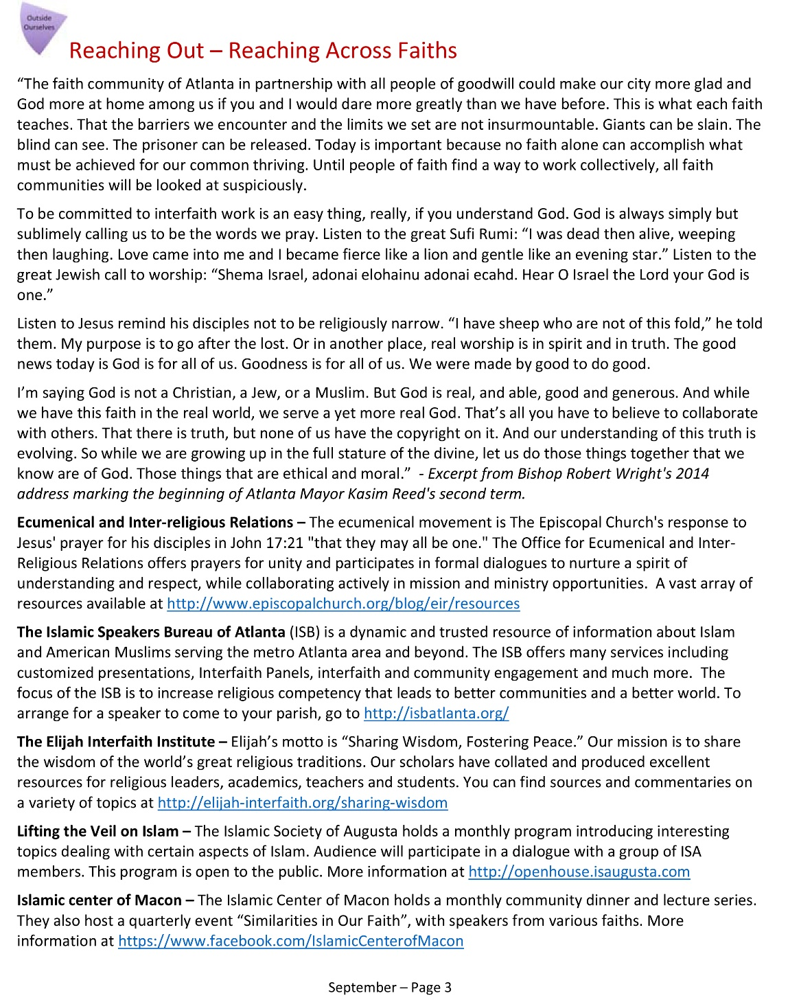 Outside
Ourselves
Reaching Out – Reaching Across Faiths
“The faith community of Atlanta in partnership with all people of goodwill could make our city more glad and
God more at home among us if you and I would dare more greatly than we have before. This is what each faith
teaches. That the barriers we encounter and the limits we set are not insurmountable. Giants can be slain. The
blind can see. The prisoner can be released. Today is important because no faith alone can accomplish what
must be achieved for our common thriving. Until people of faith find a way to work collectively, all faith
communities will be looked at suspiciously.
To be committed to interfaith work is an easy thing, really, if you understand God. God is always simply but
sublimely calling us to be the words we pray. Listen to the great Sufi Rumi: “I was dead then alive, weeping
then laughing. Love came into me and I became fierce like a lion and gentle like an evening star.” Listen to the
great Jewish call to worship: “Shema Israel, adonai elohainu adonai ecahd. Hear O Israel the Lord your God is
one.”
Listen to Jesus remind his disciples not to be religiously narrow. “I have sheep who are not of this fold,” he told
them. My purpose is to go after the lost. Or in another place, real worship is in spirit and in truth. The good
news today is God is for all of us. Goodness is for all of us. We were made by good to do good.
I’m saying God is not a Christian, a Jew, or a Muslim. But God is real, and able, good and generous. And while
we have this faith in the real world, we serve a yet more real God. That’s all you have to believe to collaborate
with others. That there is truth, but none of us have the copyright on it. And our understanding of this truth is
evolving. So while we are growing up in the full stature of the divine, let us do those things together that we
know are of God. Those things that are ethical and moral.”  - Excerpt from Bishop Robert Wright's 2014
address marking the beginning of Atlanta Mayor Kasim Reed's second term.
Ecumenical and Inter-religious Relations – The ecumenical movement is The Episcopal Church's response to
Jesus' prayer for his disciples in John 17:21 "that they may all be one." The Office for Ecumenical and Inter-
Religious Relations offers prayers for unity and participates in formal dialogues to nurture a spirit of
understanding and respect, while collaborating actively in mission and ministry opportunities.  A vast array of
resources available at http://www.episcopalchurch.org/blog/eir/resources
The Islamic Speakers Bureau of Atlanta (ISB) is a dynamic and trusted resource of information about Islam
and American Muslims serving the metro Atlanta area and beyond. The ISB offers many services including
customized presentations, Interfaith Panels, interfaith and community engagement and much more.  The
focus of the ISB is to increase religious competency that leads to better communities and a better world. To
arrange for a speaker to come to your parish, go to http://isbatlanta.org/
The Elijah Interfaith Institute – Elijah’s motto is “Sharing Wisdom, Fostering Peace.” Our mission is to share
the wisdom of the world’s great religious traditions. Our scholars have collated and produced excellent
resources for religious leaders, academics, teachers and students. You can find sources and commentaries on
a variety of topics at http://elijah-interfaith.org/sharing-wisdom
Lifting the Veil on Islam – The Islamic Society of Augusta holds a monthly program introducing interesting
topics dealing with certain aspects of Islam. Audience will participate in a dialogue with a group of ISA
members. This program is open to the public. More information at http://openhouse.isaugusta.com
Islamic center of Macon – The Islamic Center of Macon holds a monthly community dinner and lecture series.
They also host a quarterly event “Similarities in Our Faith”, with speakers from various faiths. More
information at https://www.facebook.com/IslamicCenterofMacon
September – Page 3